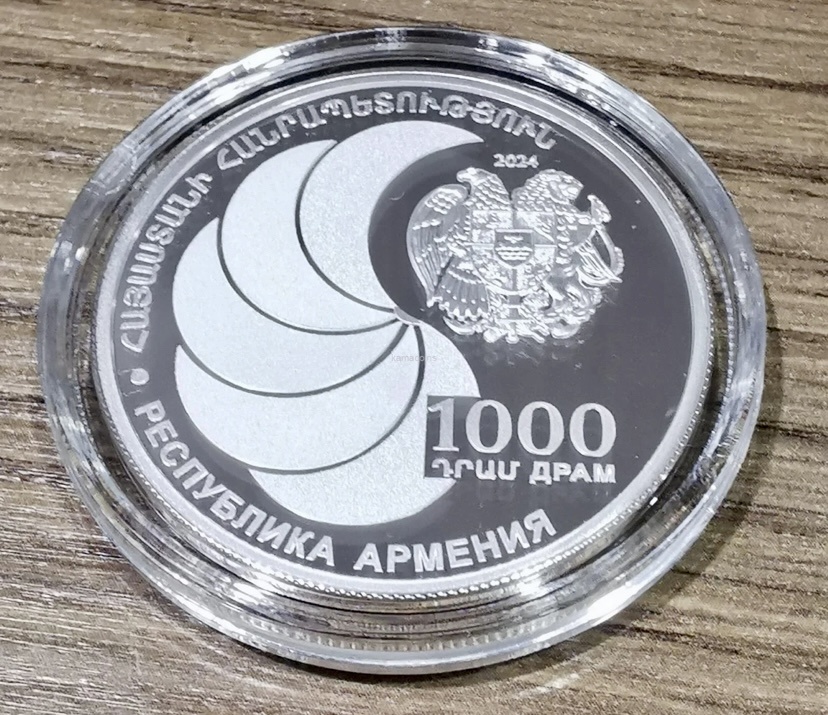 ՀԱՅԱՍՏԱՆԻ ՀԱՆՐԱՊԵՏՈՒԹՅՈՒՆ
2024
1000
ԴՐԱՄ ДРАМ
РЕСПУБЛИКА АРМЕНИЯ